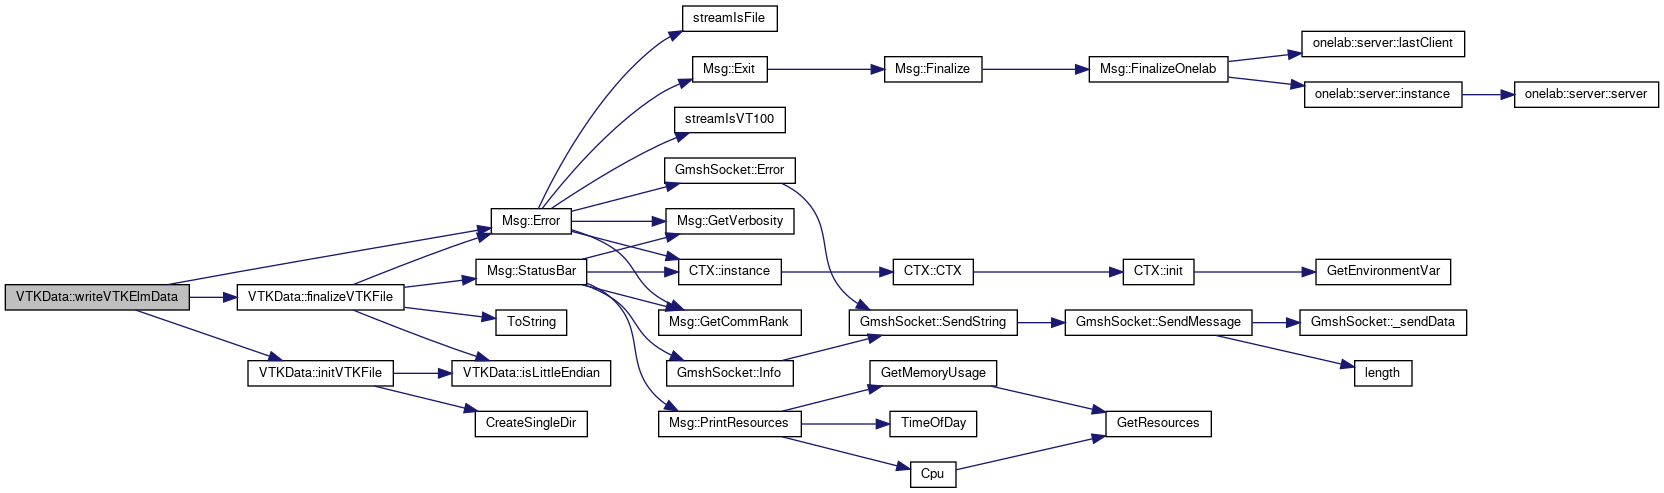 streamIsFile
onelab::server::lastClient
Msg::Exit
Msg::Finalize
Msg::FinalizeOnelab
onelab::server::instance
onelab::server::server
streamIsVT100
GmshSocket::Error
Msg::Error
Msg::GetVerbosity
Msg::StatusBar
CTX::instance
CTX::CTX
CTX::init
GetEnvironmentVar
VTKData::writeVTKElmData
VTKData::finalizeVTKFile
ToString
Msg::GetCommRank
GmshSocket::SendString
GmshSocket::SendMessage
GmshSocket::_sendData
VTKData::initVTKFile
VTKData::isLittleEndian
GmshSocket::Info
GetMemoryUsage
length
CreateSingleDir
Msg::PrintResources
TimeOfDay
GetResources
Cpu